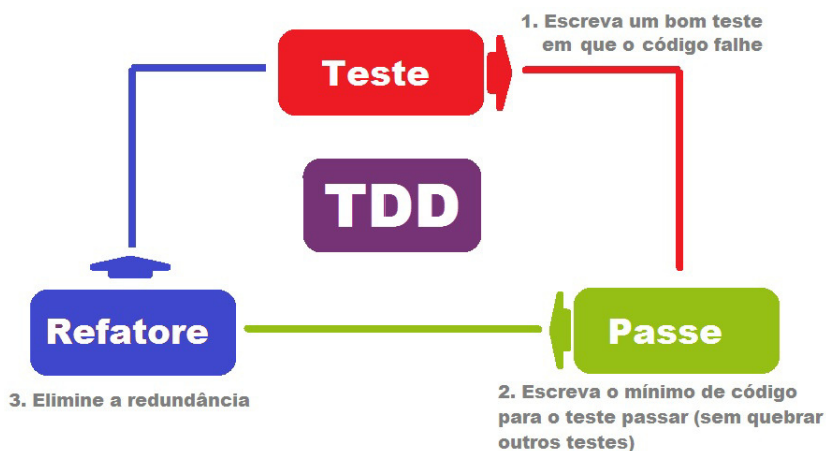 1. Escreva um bom teste
em que o código falhe
Teste
TDD
Refatore
Passe
3. Elimine a redundância
2. Escreva o mínimo de código
para o teste passar (sem quebrar
outros testes)